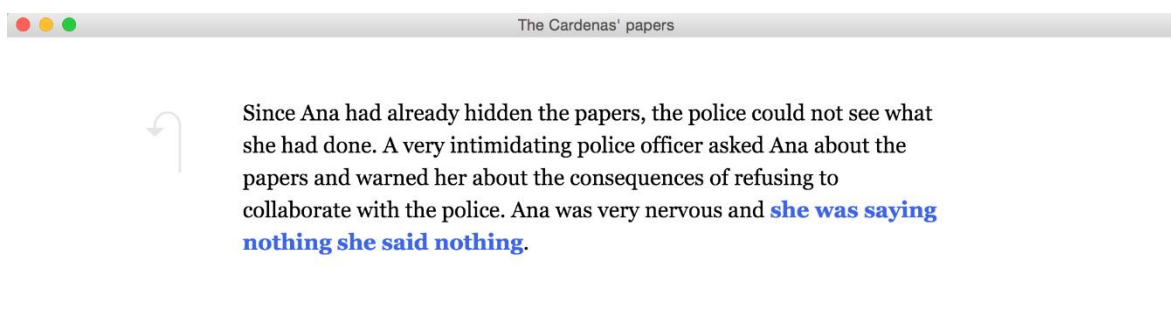 The Cardenas' papers
Since Ana had already hidden the papers, the police could not see what
she had done. A very intimidating police officer asked Ana about the
papers and warned her about the consequences of refusing to
collaborate with the police. Ana was very nervous and she was saying
nothing she said nothing.